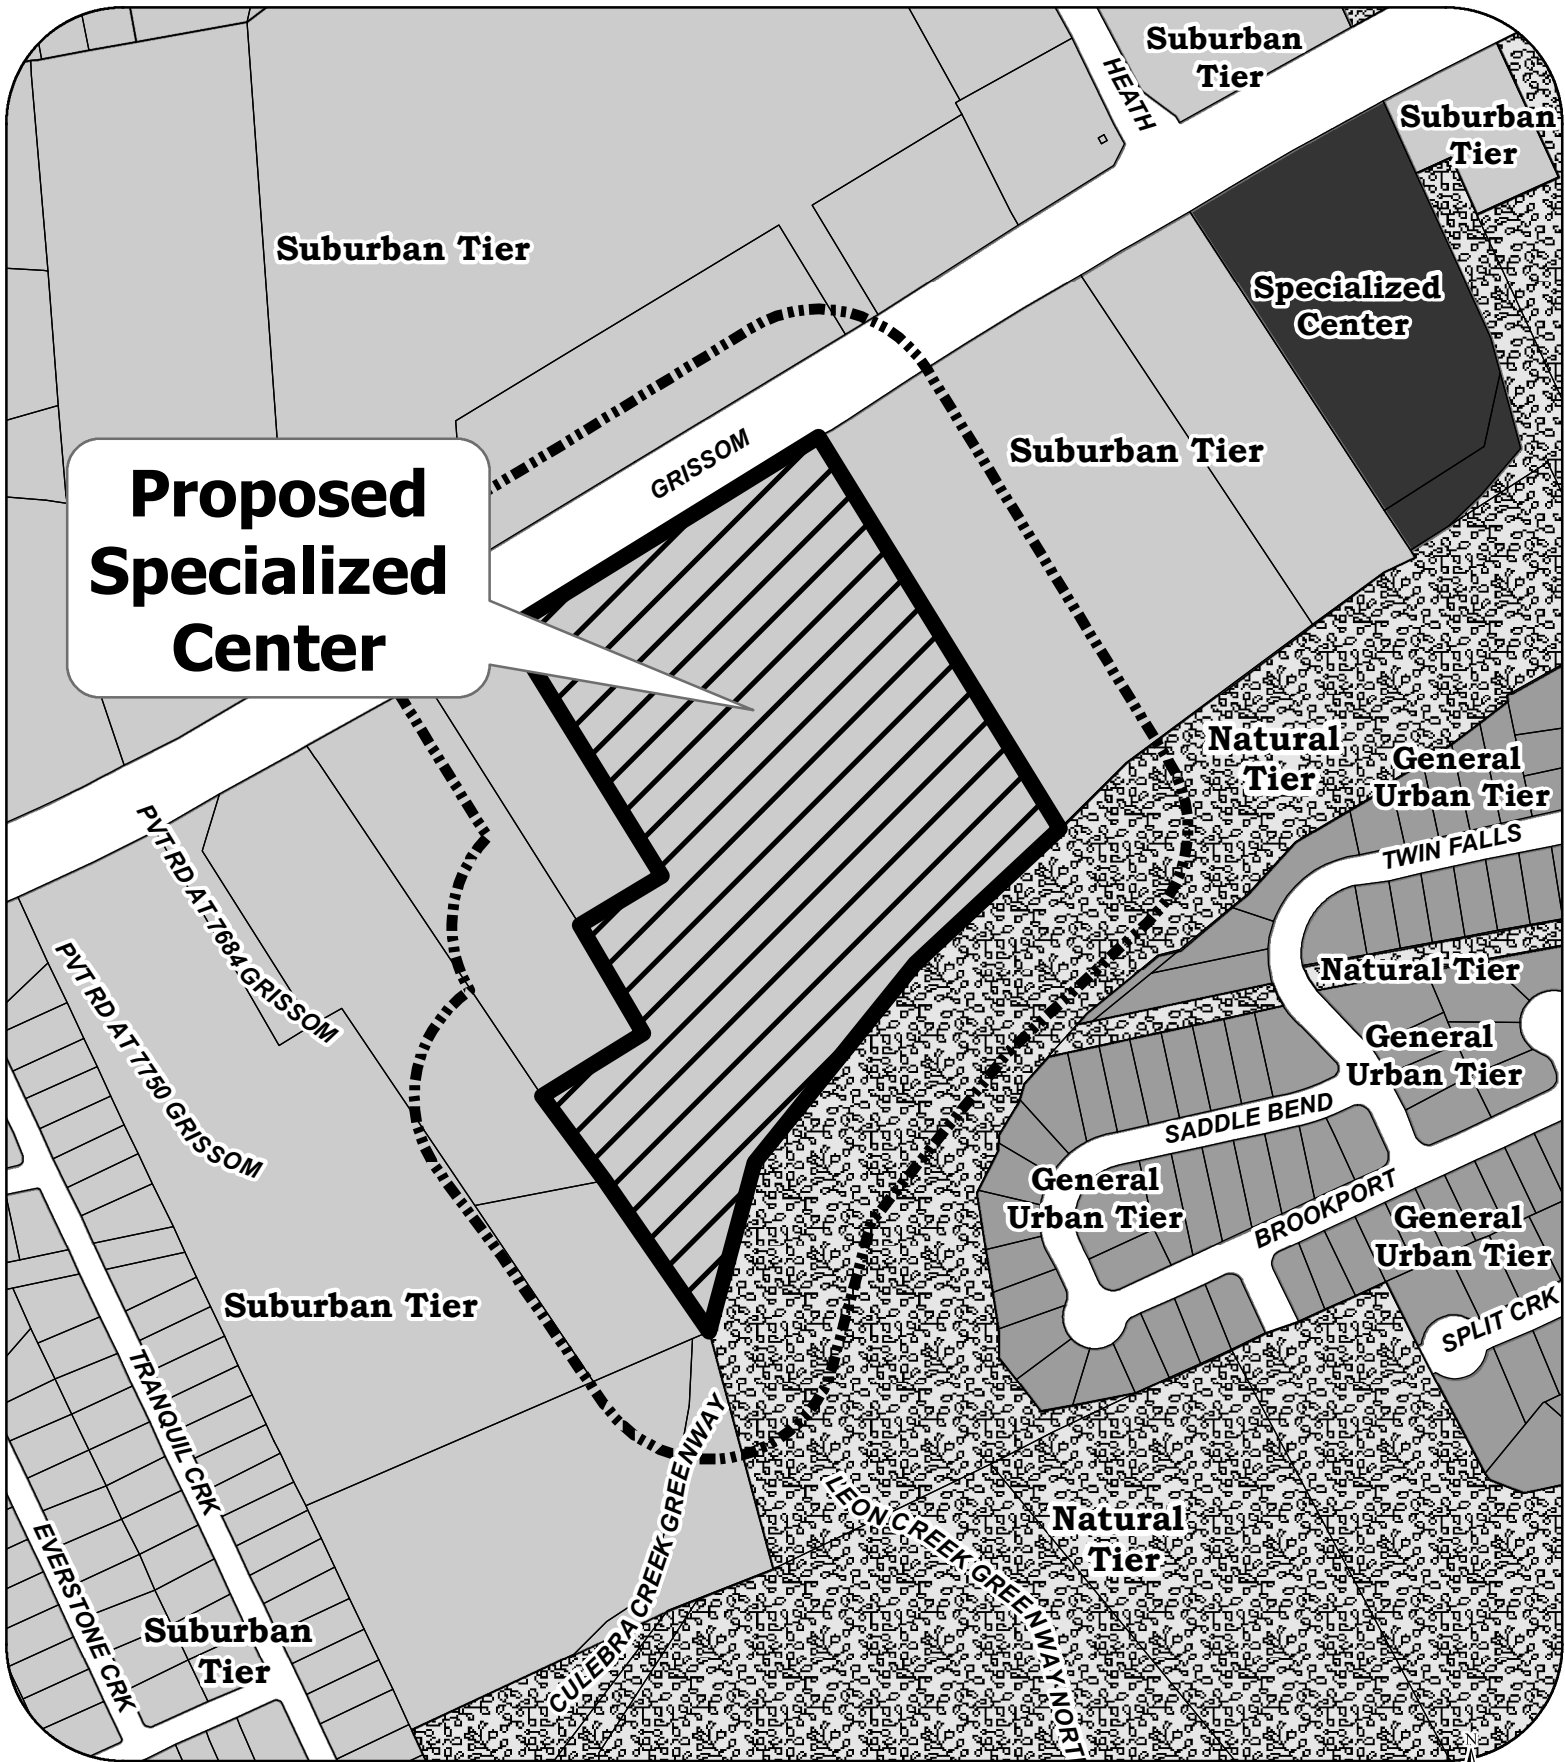 Suburban
Tier
HEATH
Suburban
Tier
Suburban Tier
Specialized
Center
GRISSOM
Suburban Tier
Proposed
Specialized
Center
Natural
Tier
General
Urban Tier
TWIN FALLS
PVT RD AT 7684 GRISSOM
PVT RD AT 7750 GRISSOM
Natural Tier
General
Urban Tier
SADDLE BEND
General
Urban Tier
BROOKPORT
General
Urban Tier
Suburban Tier
SPLIT CRK
TRANQUIL CRK
CULEBRA CREEK GREENWAY
LEON CREEK GREENWAY NORT
Natural
Tier
EVERSTONE CRK
Suburban
Tier
N